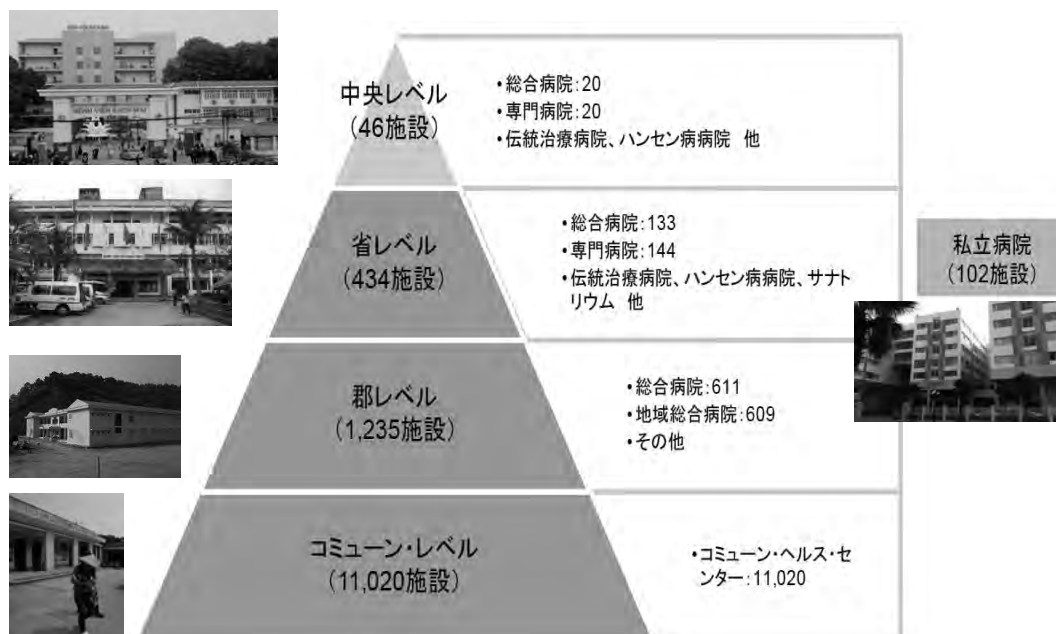 中央レベル
(46施設)
・総合病院:20
・専門病院:20
・伝統治療病院、ハンセン病病院 他
省レベル
(434施設)
・総合病院:133
・専門病院:144
・伝統治療病院、ハンセン病病院、サナト
リウム 他
私立病院
(102施設)
郡レベル
(1,235施設)
・総合病院:611
・地域総合病院:609
・その他
コミューン・レベル
(11,020施設)
・コミューン・ヘルス・セ
ンター:11,020